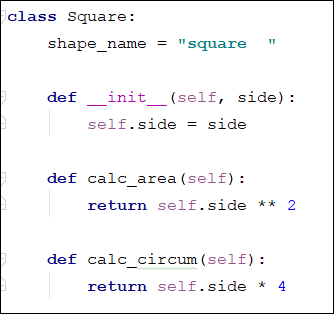 class Square:
    shape_name = "square  "
    def __init__(self, side):
        self.side = side
    def calc_area(self):
        return self.side ** 2
    def calc_circum(self):
        return self.side * 4